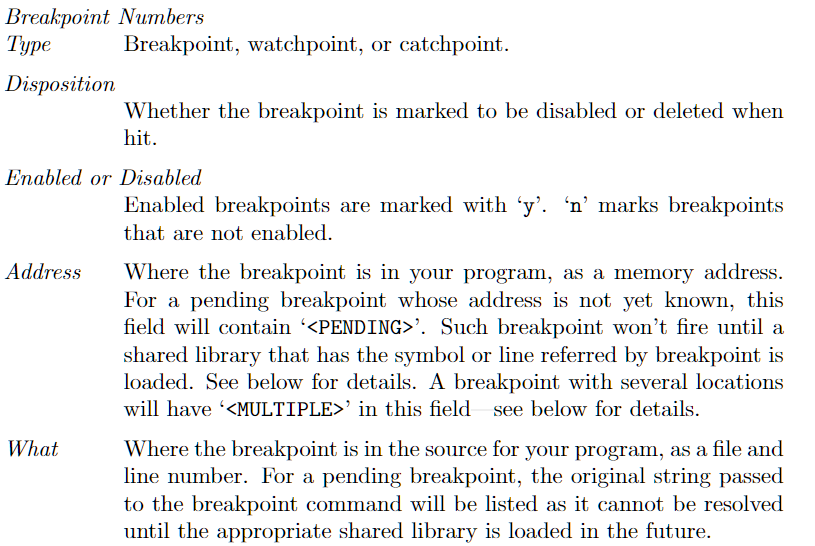 Breakpoint Numbers
Type Breakpoint, watchpoint, or catchpoint.
Disposition
Whether the breakpoint is marked to be disabled or deleted when
hit.
Enabled or Disabled
Enabled breakpoints are marked with ‘y’. ‘n’ marks breakpoints
that are not enabled.
Address Where the breakpoint is in your program, as a memory address.
For a pending breakpoint whose address is not yet known, this
field will contain ‘<PENDING>’. Such breakpoint won’t fire until a
shared library that has the symbol or line referred by breakpoint is
loaded. See below for details. A breakpoint with several locations
will have ‘<MULTIPLE>’ in this field—see below for details.
What Where the breakpoint is in the source for your program, as a file and
line number. For a pending breakpoint, the original string passed
to the breakpoint command will be listed as it cannot be resolved
until the appropriate shared library is loaded in the future.